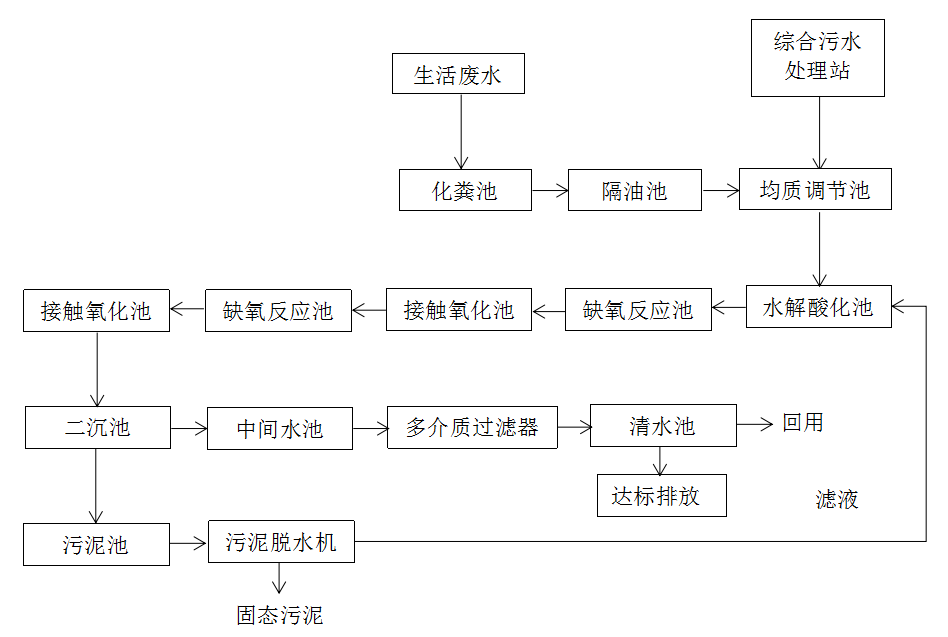 综合污水
处理站
生活废水
化粪池
隔油池
均质调节池
接触氧化池
缺氧反应池
接触氧化池
缺氧反应池
水解酸化池
二沉池
中间水池
多介质过滤器
清水池
回用
达标排放
滤液
污泥池
污泥脱水机
固态污泥